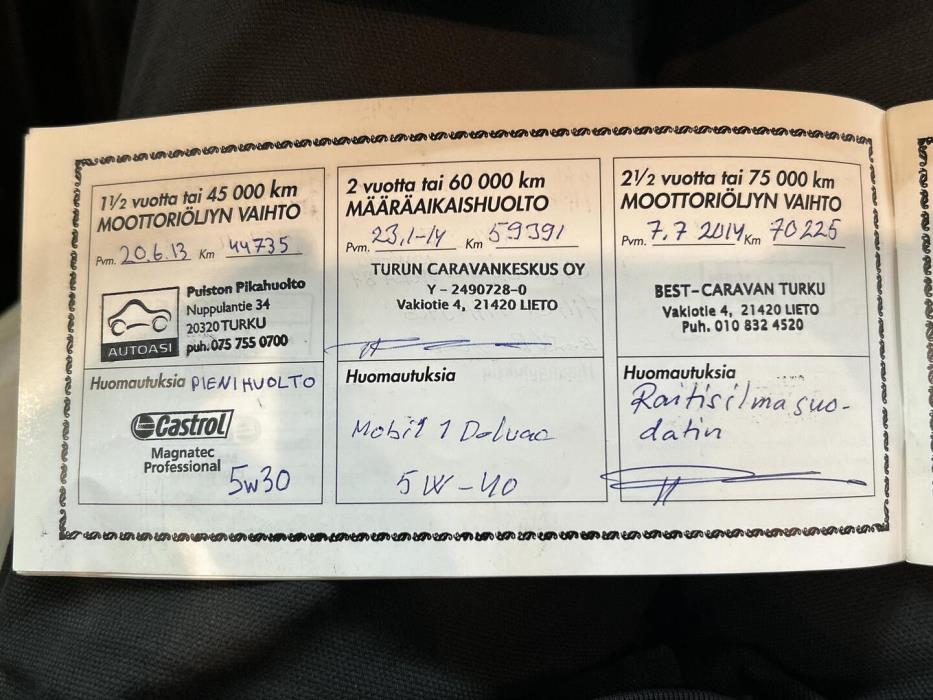 1½ vuotta tai 45 000 km
MOOTTORIÖLJYN VAIHTO
Pvm. 20.6.13 Km 44735
AUTOASI
Puiston Pikahuolto
Nuppulantie 34
20320 TURKU
puh. 075 755 0700
Huomautuksia PIENI HUOLTO
Castrol
Magnatec
Professional
5w30
2 vuotta tai 60 000 km
MÄÄRÄAIKAISHUOLTO
Pvm. 23.1-14 Km 59391
TURUN CARAVANKESKUS OY
Y-2490728-0
Vakiotie 4, 21420 LIETO
Huomautuksia
Mobil 1 Delvac
5W-40
2½ vuotta tai 75 000 km
MOOTTORIÖLJYN VAIHTO
Pvm. 7.7 2014 Km 70225
BEST-CARAVAN TURKU
Vakiotie 4, 21420 LIETO
Puh. 010 832 4520
Huomautuksia
Raitisilmasuo-
datin